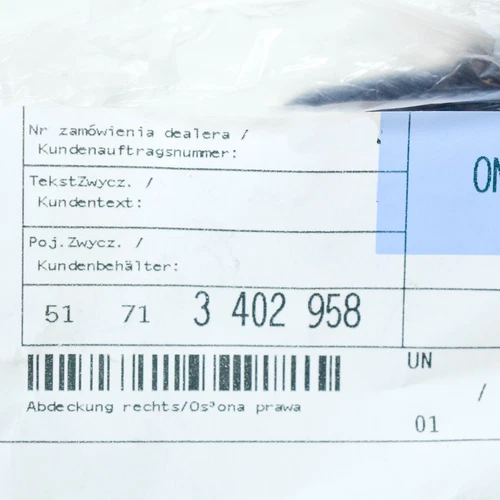 Nr zamówienia dealera /
Kundenauftragsnummer:
TekstZwycz. /
Kundentext:
Poj.Zwycz. /
Kundenbehälter:
51 71 3 402 958
Abdeckung rechts/Os³ona prawa
UN
/
01